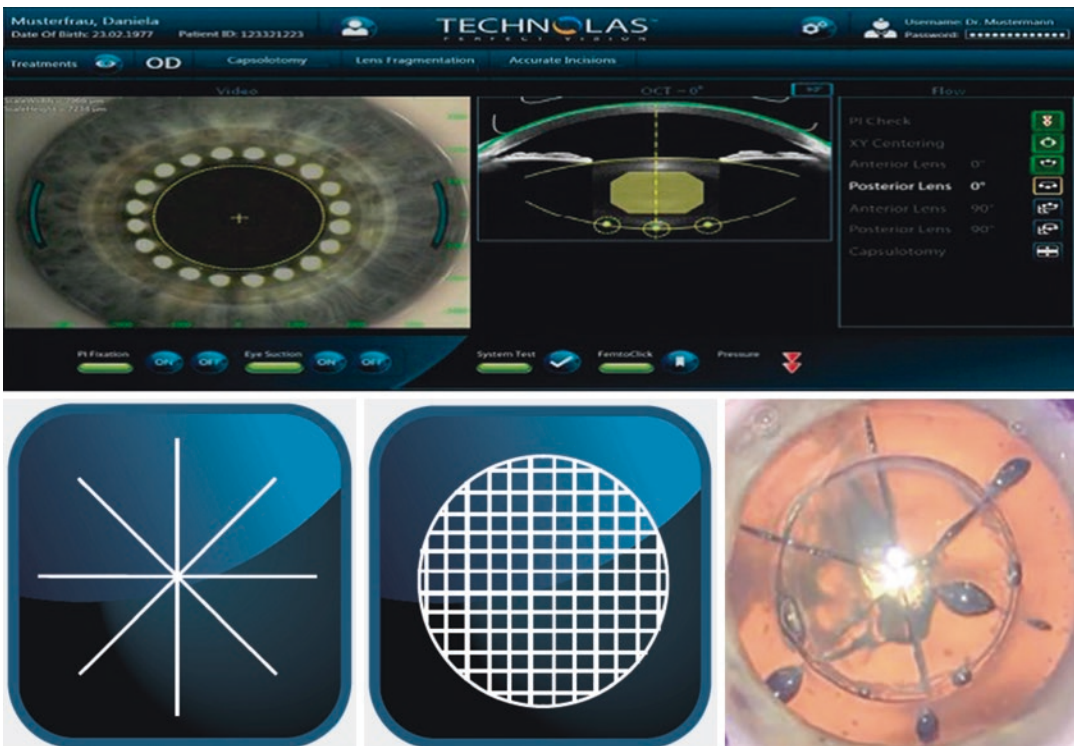 Musterfrau, Daniela
Date Of Birth: 23.02.1977 Patient ID: 123321223
TECHNOLAS
PERFECT VISION
Username: Dr. Mustermann
Password: [*************]
Treatments OD Capsolotomy Lens Fragmentation Accurate Incisions
Video
OCT - 0°
Flow
PI Check
XY Centering
Anterior Lens 0°
Posterior Lens 0°
Anterior Lens 90°
Posterior Lens 90°
Capsulotomy
PI Fixation ON OFF Eye Suction ON OFF System Test FemtoClick Pressure